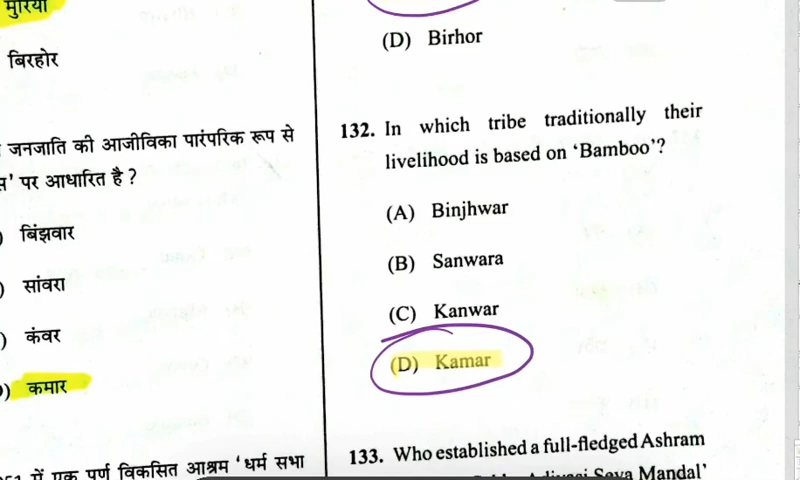 मुरिया
बिरहोर
जनजाति की आजीविका पारंपरिक रूप से
पर आधारित है ?
बिंझवार
सांवरा
कंवर
कमार
में एक पूर्ण विकसित आश्रम ‘धर्म सभा
(D) Birhor
132. In which tribe traditionally their
livelihood is based on ‘Bamboo’?
(A) Binjhwar
(B) Sanwara
(C) Kanwar
(D) Kamar
133. Who established a full-fledged Ashram
Seva Mandal’